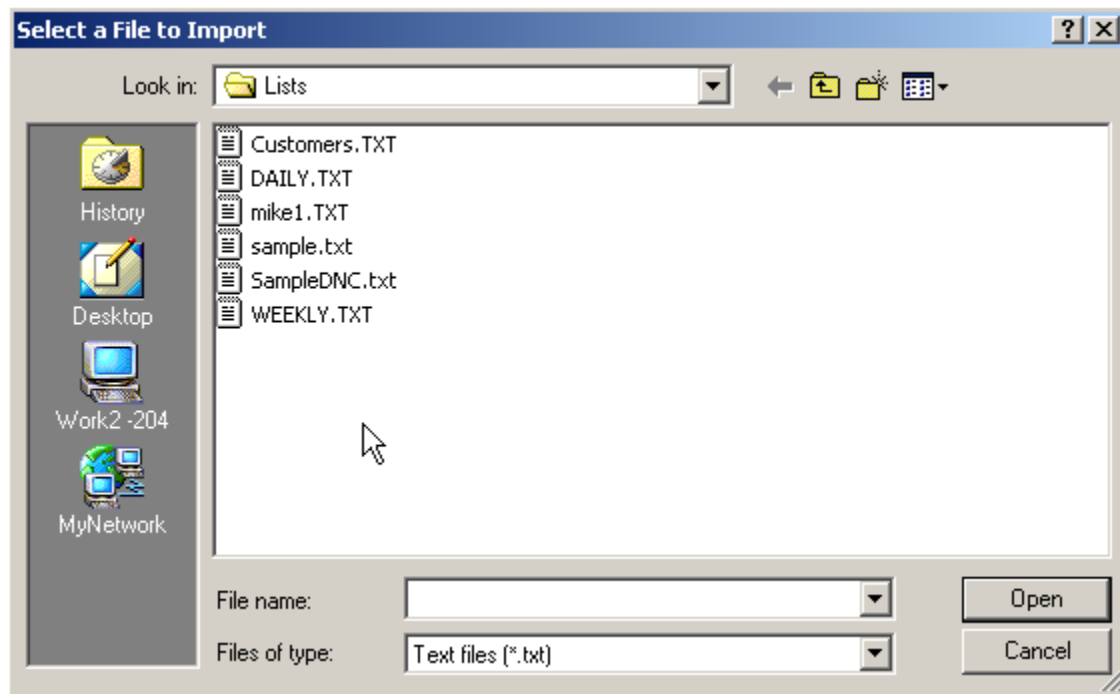 Select a File to Import
Look in: Lists
History
Desktop
Work2 -204
MyNetwork
Customers.TXT
DAILY.TXT
mike1.TXT
sample.txt
SampleDNC.txt
WEEKLY.TXT
File name:
Open
Files of type: Text files (*.txt)
Cancel